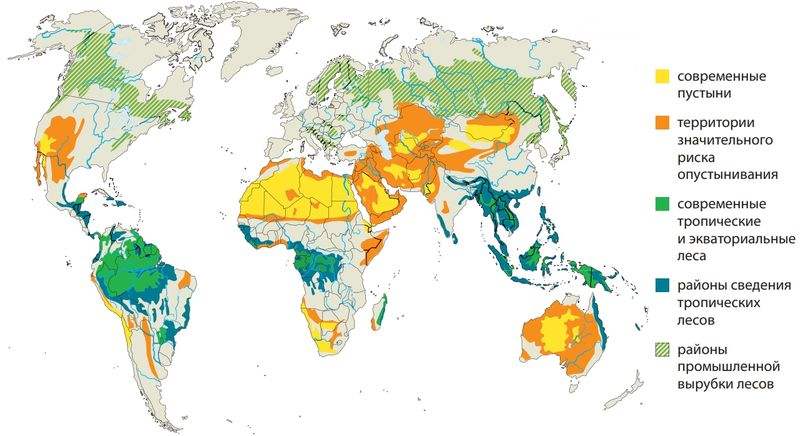 современные
пустыни
территории
значительного
риска
опустынивания
современные
тропические
и экваториальные
леса
районы сведения
тропических
лесов
районы
промышленной
вырубки лесов